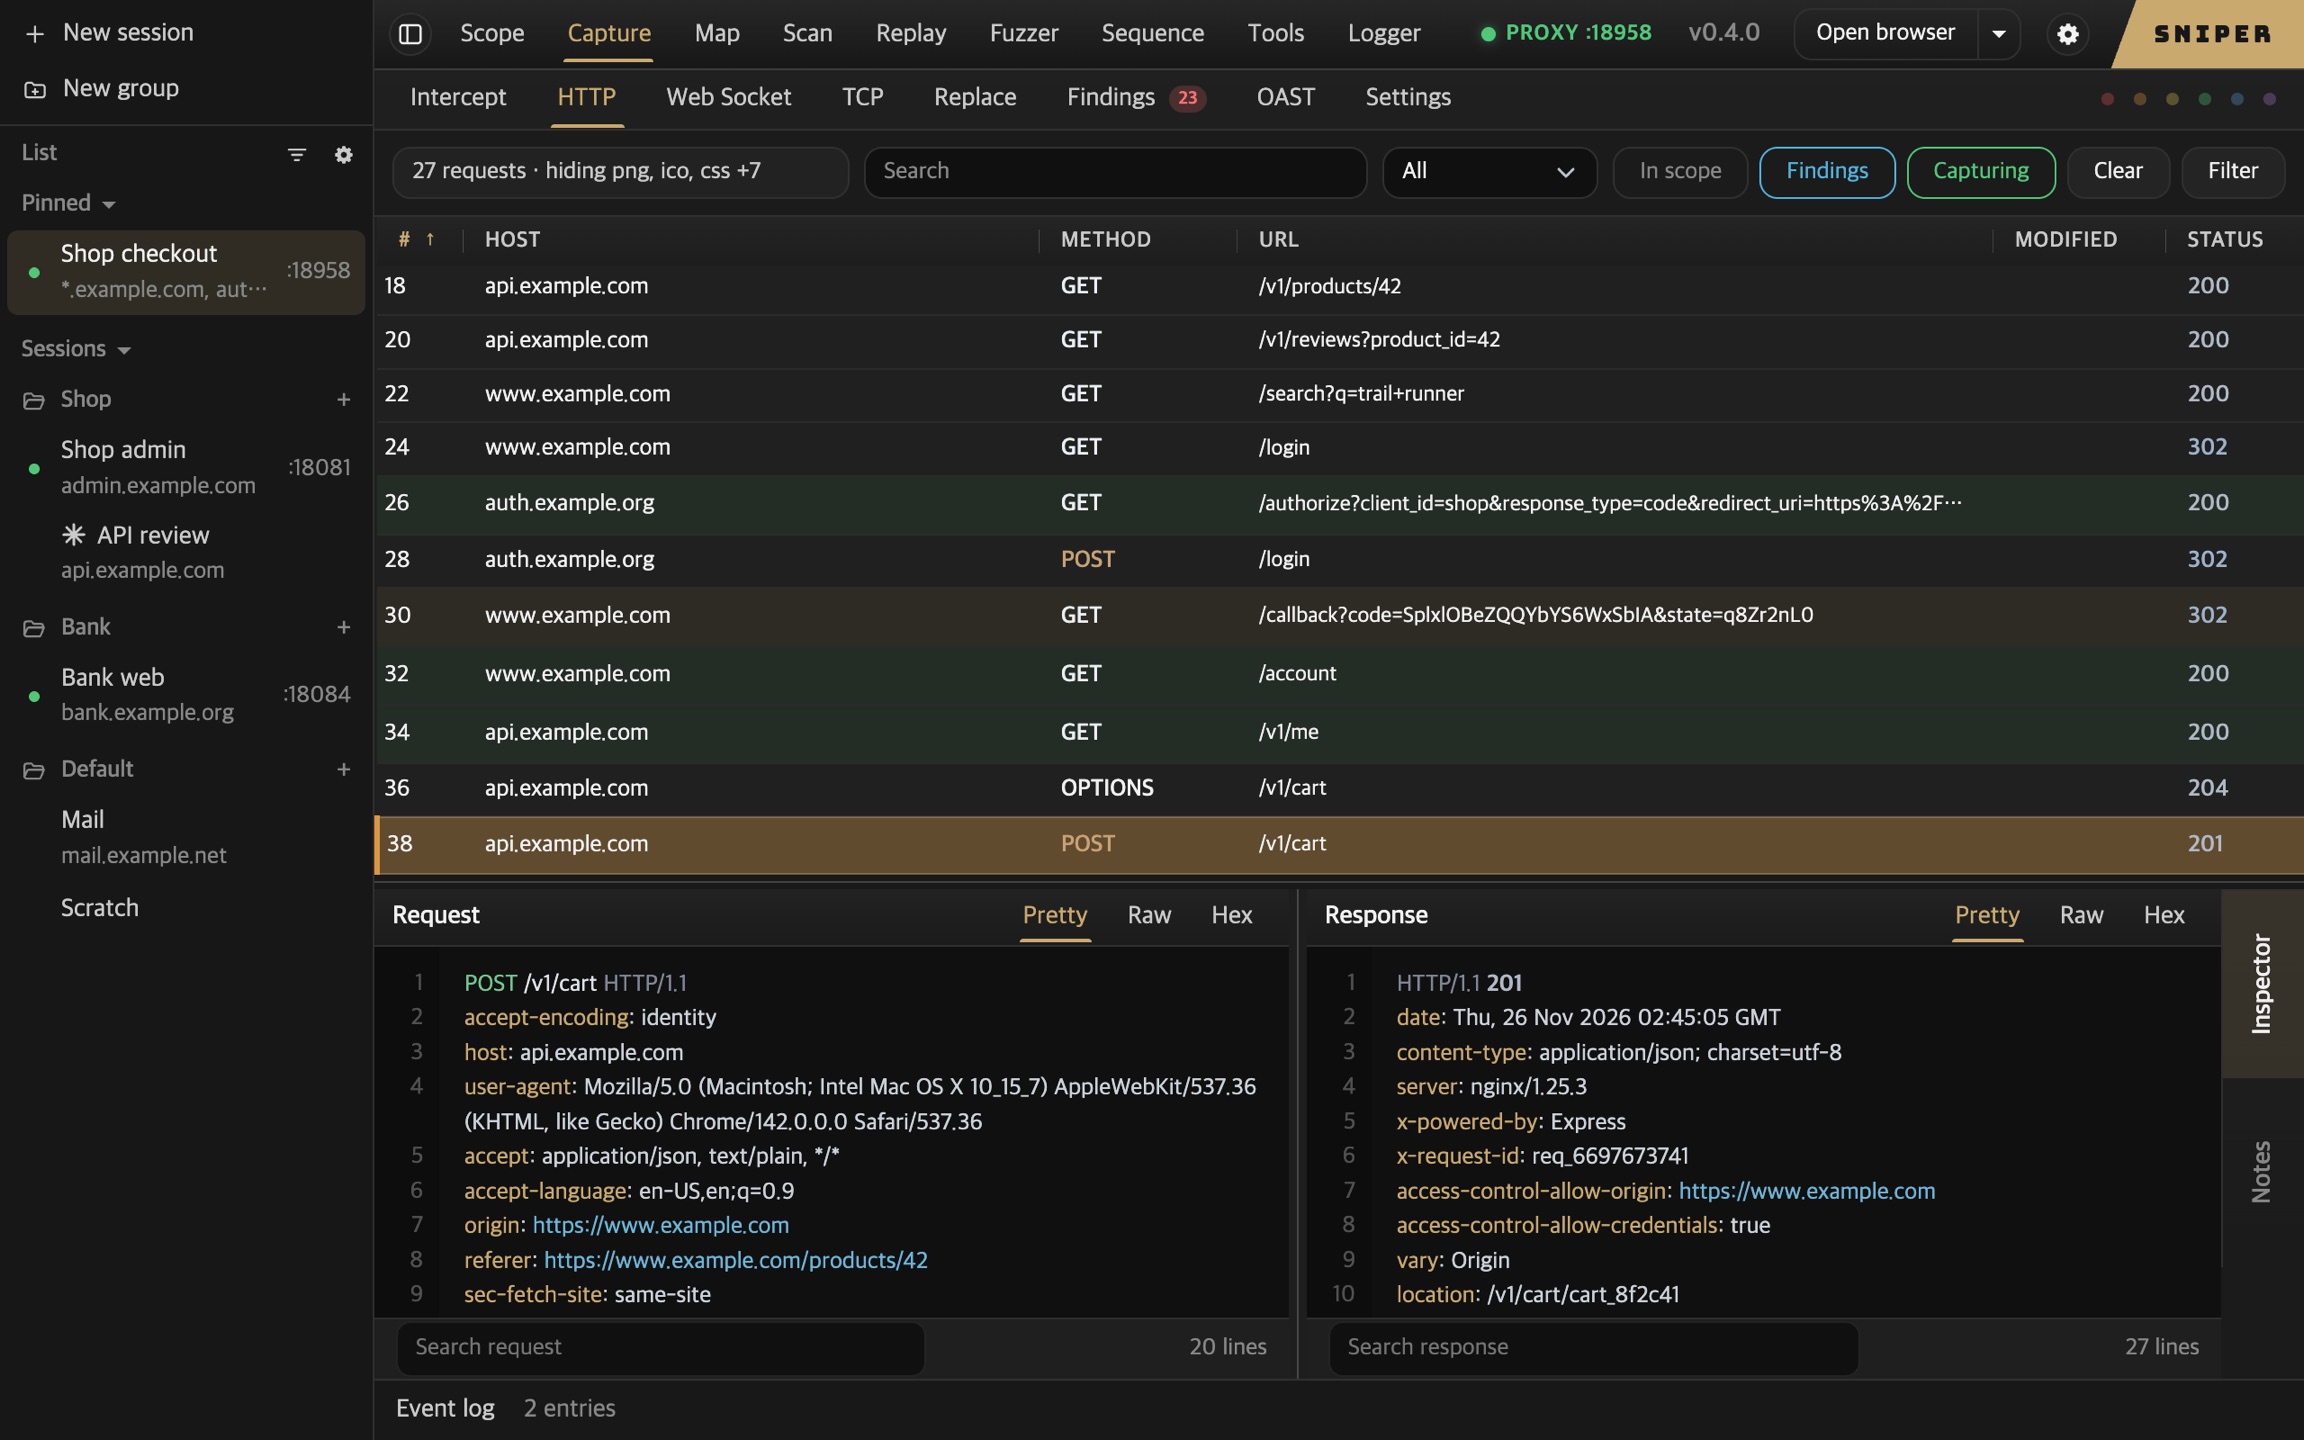 New session
New group
List
Pinned
Shop checkout
:18958
*.example.com, aut···
Sessions
Shop
Shop admin
:18081
admin.example.com
API review
api.example.com
Bank
Bank web
:18084
bank.example.org
Default
Mail
mail.example.net
Scratch
Scope Capture Map Scan Replay Fuzzer Sequence Tools Logger PROXY :18958 v0.4.0 Open browser SNIPER
Intercept HTTP Web Socket TCP Replace Findings 23 OAST Settings
27 requests · hiding png, ico, css +7 Search All In scope Findings Capturing Clear Filter
# ↑ HOST METHOD URL MODIFIED STATUS
18 api.example.com GET /v1/products/42 200
20 api.example.com GET /v1/reviews?product_id=42 200
22 www.example.com GET /search?q=trail+runner 200
24 www.example.com GET /login 302
26 auth.example.org GET /authorize?client_id=shop&response_type=code&redirect_uri=https%3A%2F··· 200
28 auth.example.org POST /login 302
30 www.example.com GET /callback?code=SplxlOBeZQQYbYS6WxSbIA&state=q8Zr2nL0 302
32 www.example.com GET /account 200
34 api.example.com GET /v1/me 200
36 api.example.com OPTIONS /v1/cart 204
38 api.example.com POST /v1/cart 201
Request Pretty Raw Hex
1 POST /v1/cart HTTP/1.1
2 accept-encoding: identity
3 host: api.example.com
4 user-agent: Mozilla/5.0 (Macintosh; Intel Mac OS X 10_15_7) AppleWebKit/537.36
(KHTML, like Gecko) Chrome/142.0.0.0 Safari/537.36
5 accept: application/json, text/plain, */*
6 accept-language: en-US,en;q=0.9
7 origin: https://www.example.com
8 referer: https://www.example.com/products/42
9 sec-fetch-site: same-site
Search request 20 lines
Response Pretty Raw Hex
1 HTTP/1.1 201
2 date: Thu, 26 Nov 2026 02:45:05 GMT
3 content-type: application/json; charset=utf-8
4 server: nginx/1.25.3
5 x-powered-by: Express
6 x-request-id: req_6697673741
7 access-control-allow-origin: https://www.example.com
8 access-control-allow-credentials: true
9 vary: Origin
10 location: /v1/cart/cart_8f2c41
Search response 27 lines
Inspector
Notes
Event log 2 entries